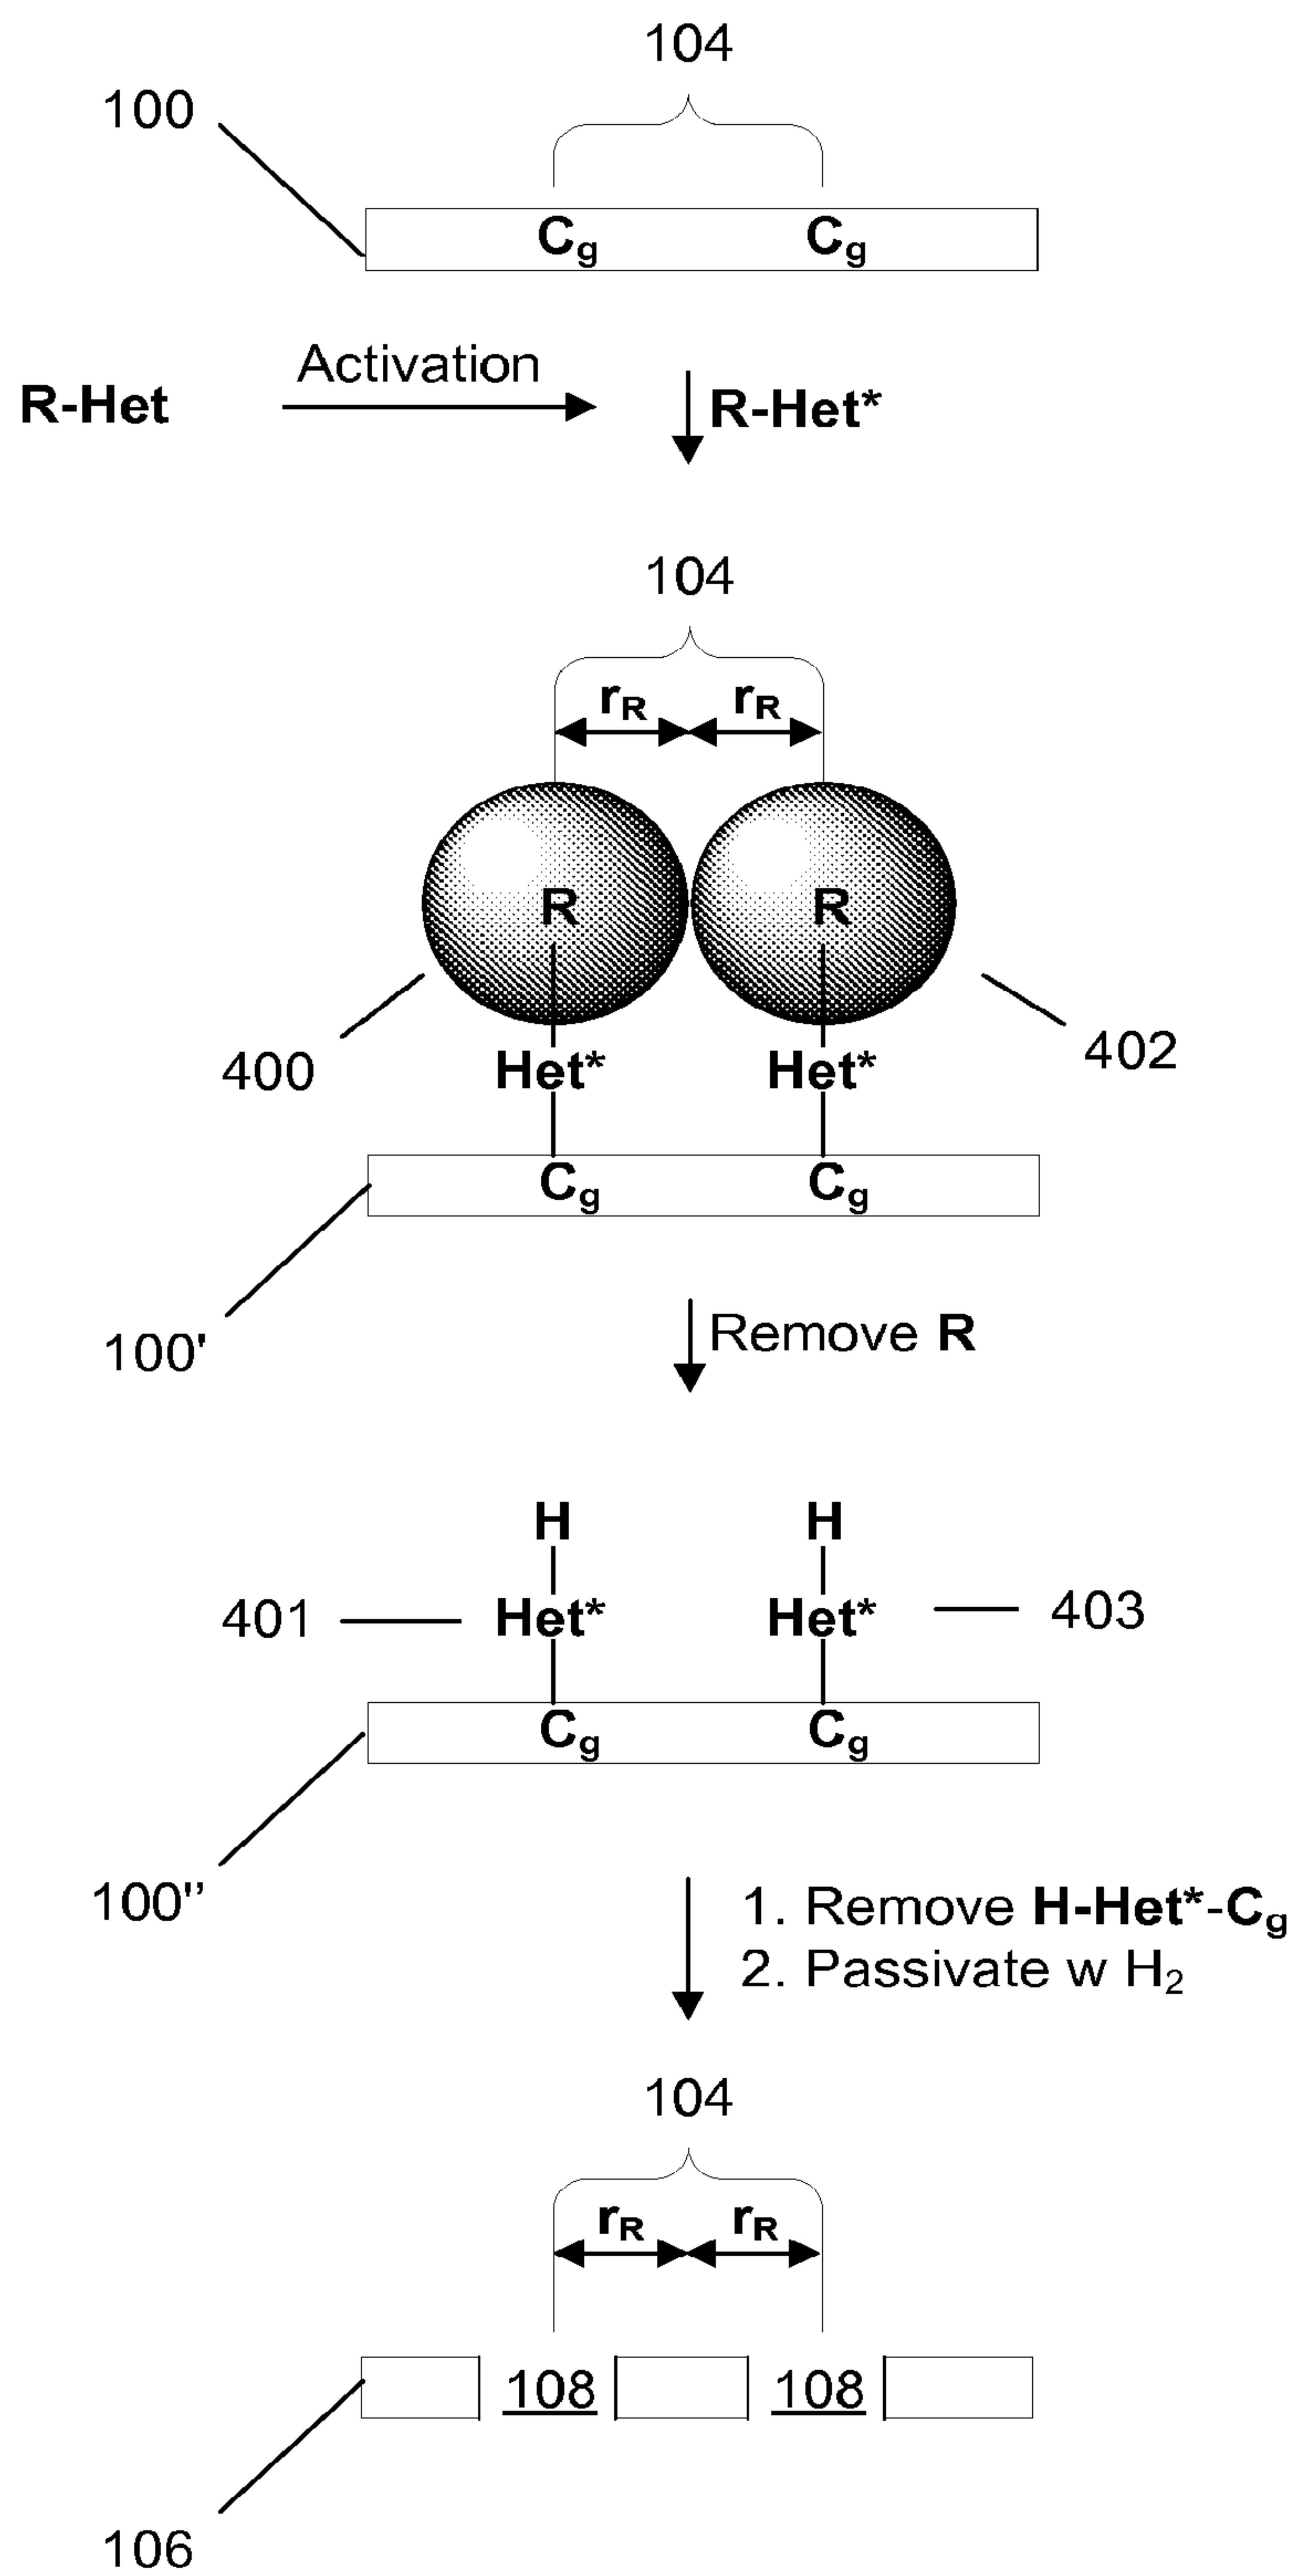 104
100
Cg Cg
Activation
R-Het R-Het*
104
rR rR
R R
400 Het* Het* 402
Cg Cg
100'
Remove R
H H
401 Het* Het* 403
Cg Cg
100"
1. Remove H-Het*-Cg
2. Passivate w H2
104
rR rR
108 108
106